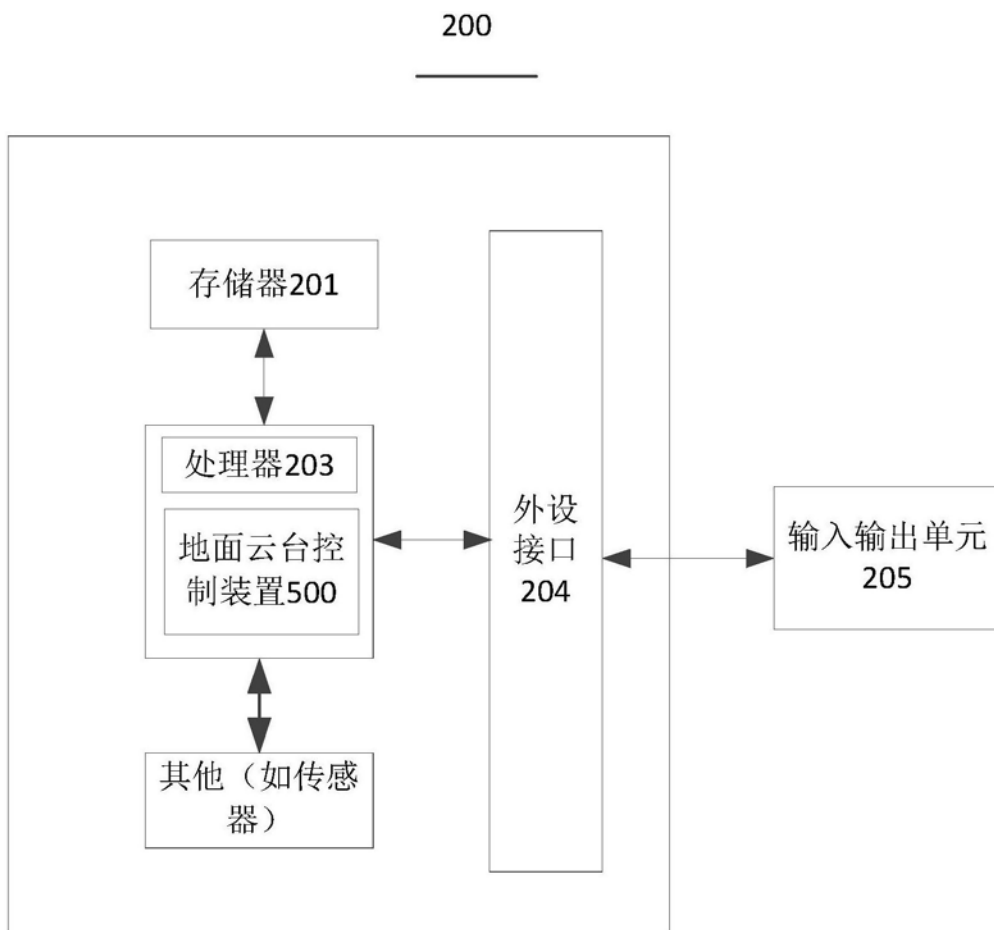 200
存储器201
处理器203
地面云台控
制装置500
其他（如传感
器）
外设
接口
204
输入输出单元
205